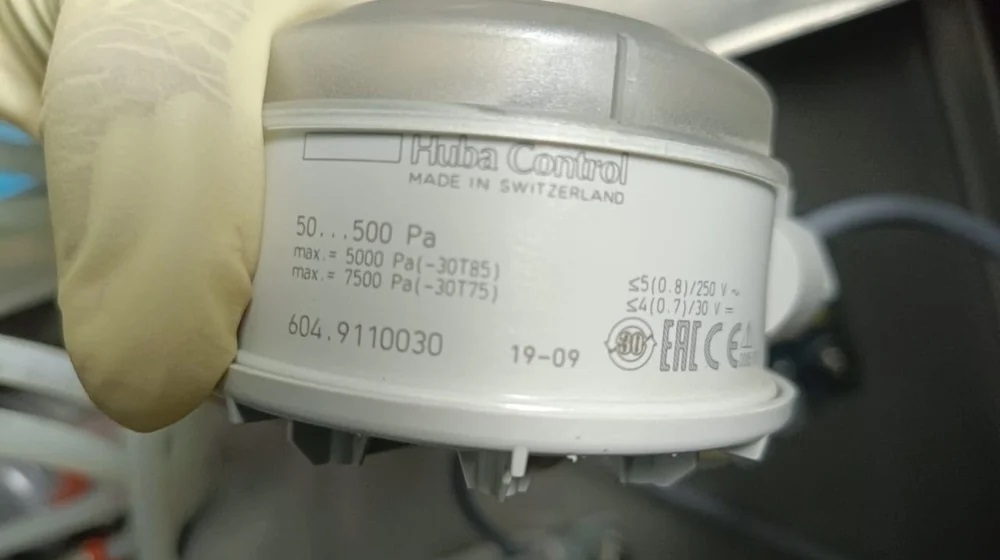 Huba Control
MADE IN SWITZERLAND
50...500 Pa
max.= 5000 Pa(-30T85)
max.= 7500 Pa(-30T75)
≤5(0.8)/250 V ~
≤4(0.7)/30 V ⎓
604.9110030
19-09
30
EAC CE